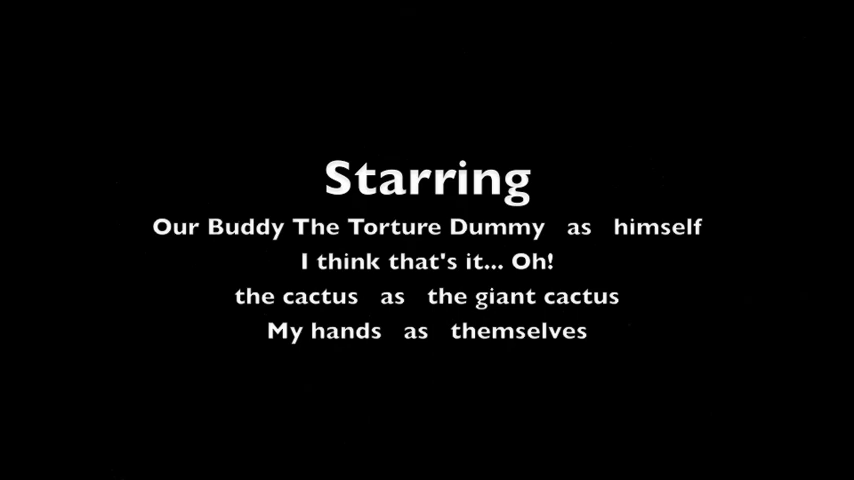 Starring
Our Buddy The Torture Dummy as himself
I think that's it... Oh!
the cactus as the giant cactus
My hands as themselves